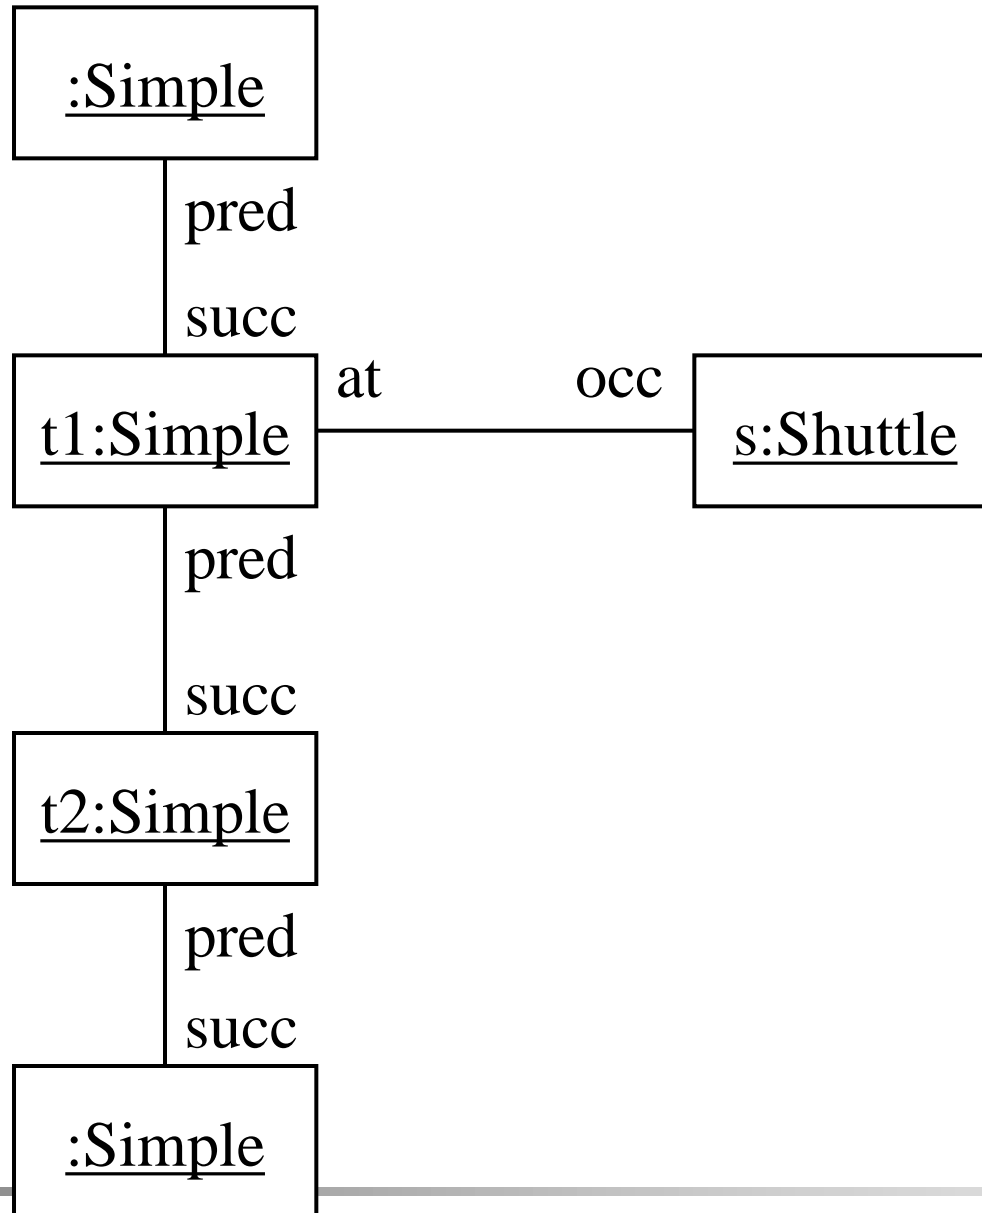 :Simple
pred
succ
t1:Simple
at
occ
s:Shuttle
pred
succ
t2:Simple
pred
succ
:Simple